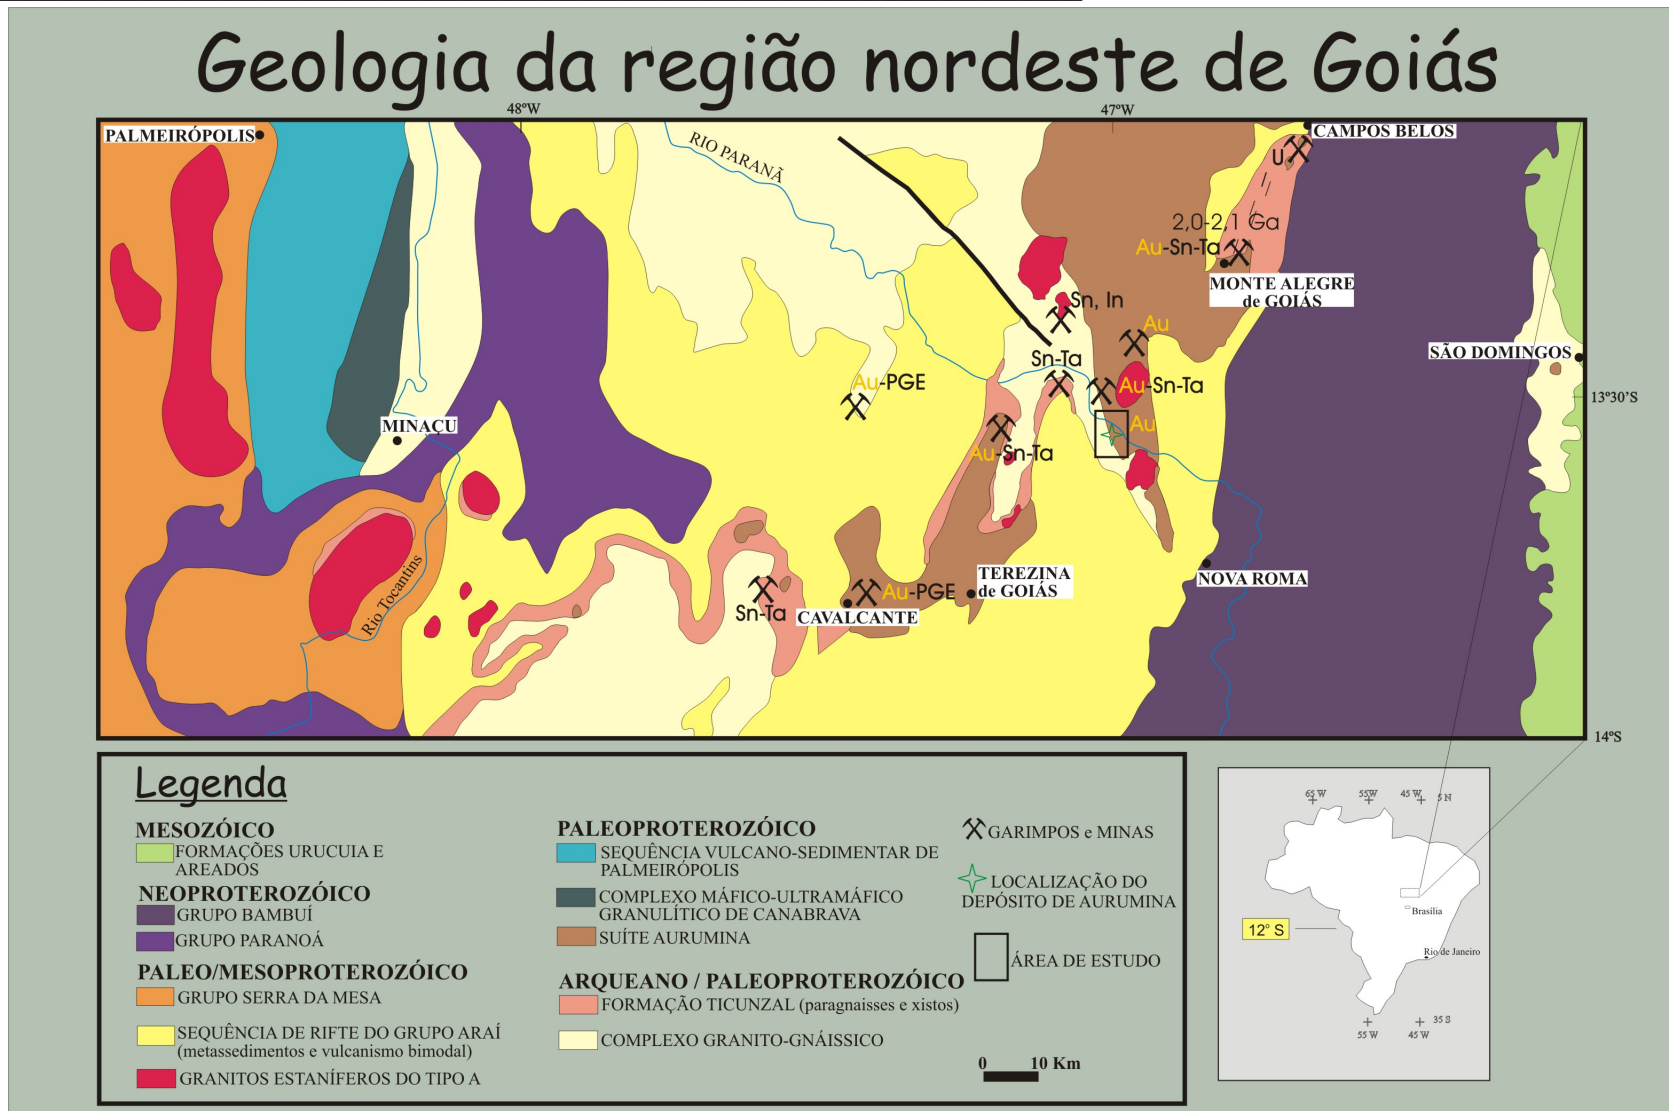 Geologia da região nordeste de Goiás
48ºW
47ºW
PALMEIRÓPOLIS
RIO PARANÃ
CAMPOS BELOS
U
2,0-2,1 Ga
Au-Sn-Ta
MONTE ALEGRE
de GOIÁS
Sn, In
Au
SÃO DOMINGOS
Sn-Ta
Au-PGE
Au-Sn-Ta
13º30'S
MINAÇU
Au
Au-Sn-Ta
Rio Tocantins
TEREZINA
de GOIÁS
NOVA ROMA
Au-PGE
Sn-Ta
CAVALCANTE
14ºS
Legenda
MESOZÓICO
FORMAÇÕES URUCUIA E
AREADOS
NEOPROTEROZÓICO
GRUPO BAMBUÍ
GRUPO PARANOÁ
PALEO/MESOPROTEROZÓICO
GRUPO SERRA DA MESA
SEQUÊNCIA DE RIFTE DO GRUPO ARAÍ
(metassedimentos e vulcanismo bimodal)
GRANITOS ESTANÍFEROS DO TIPO A
PALEOPROTEROZÓICO
SEQUÊNCIA VULCANO-SEDIMENTAR DE
PALMEIRÓPOLIS
COMPLEXO MÁFICO-ULTRAMÁFICO
GRANULÍTICO DE CANABRAVA
SUÍTE AURUMINA
ARQUEANO / PALEOPROTEROZÓICO
FORMAÇÃO TICUNZAL (paragnaisses e xistos)
COMPLEXO GRANITO-GNÁISSICO
GARIMPOS e MINAS
LOCALIZAÇÃO DO
DEPÓSITO DE AURUMINA
ÁREA DE ESTUDO
0 10 Km
65 W 55W 45 W 5 N
Brasília
12° S
Rio de Janeiro
35 S
55 W 45 W